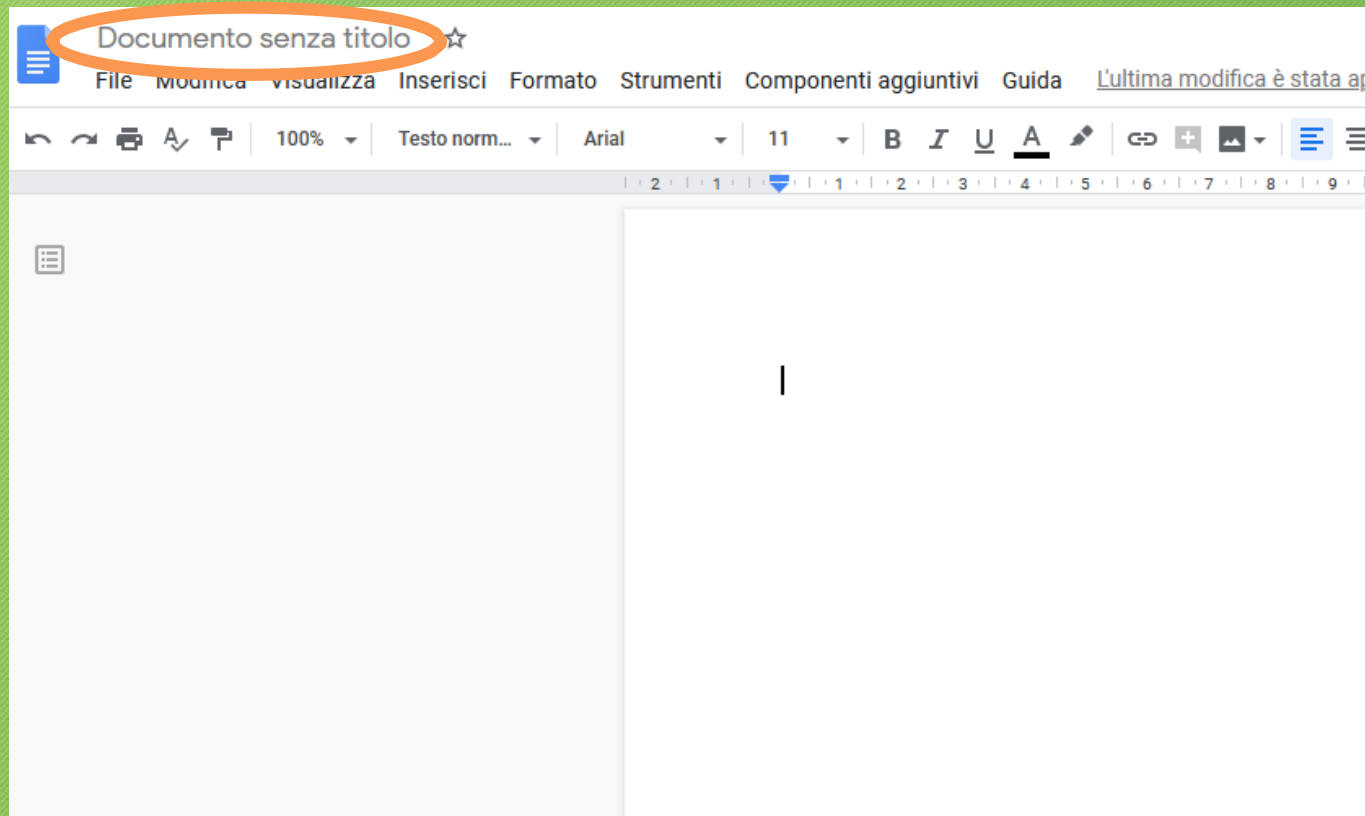 Documento senza titolo
File Modifica Visualizza Inserisci Formato Strumenti Componenti aggiuntivi Guida L'ultima modifica è stata ap
100% Testo norm... Arial 11 B I U A
2 1 1 2 3 4 5 6 7 8 9